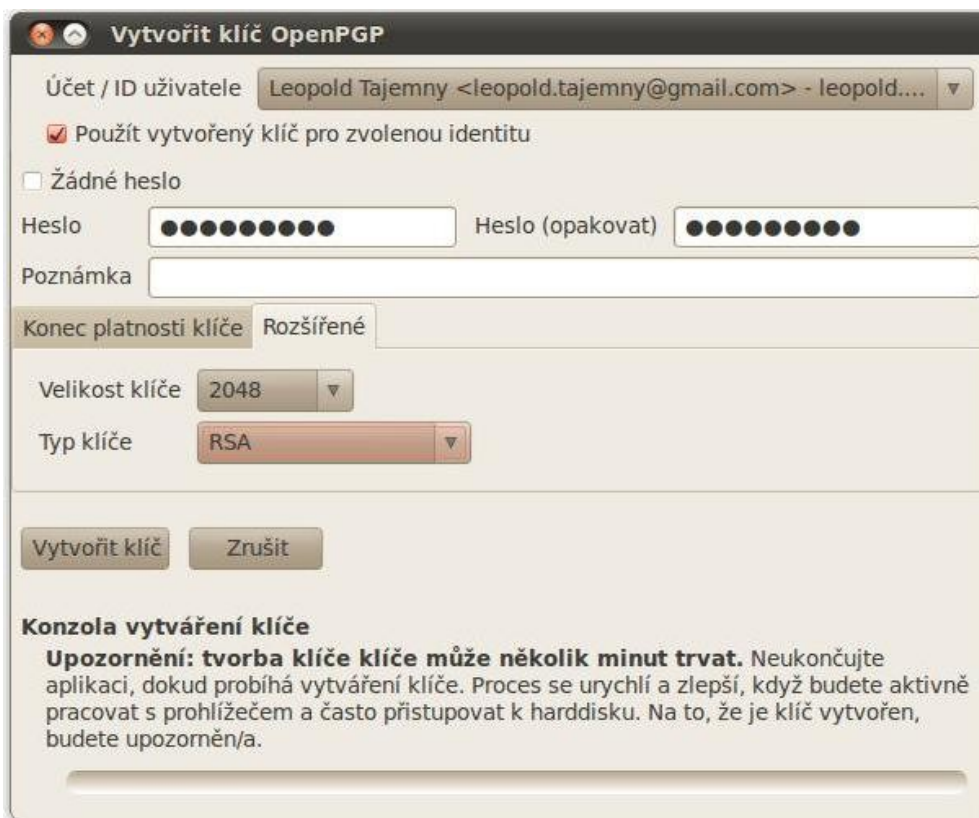 Vytvořit klíč OpenPGP
Účet / ID uživatele Leopold Tajemny <leopold.tajemny@gmail.com> - leopold....
Použít vytvořený klíč pro zvolenou identitu
Žádné heslo
Heslo ●●●●●●●●● Heslo (opakovat) ●●●●●●●●●
Poznámka
Konec platnosti klíče Rozšířené
Velikost klíče 2048
Typ klíče RSA
Vytvořit klíč Zrušit
Konzola vytváření klíče
Upozornění: tvorba klíče klíče může několik minut trvat. Neukončujte
aplikaci, dokud probíhá vytváření klíče. Proces se urychlí a zlepší, když budete aktivně
pracovat s prohlížečem a často přistupovat k harddisku. Na to, že je klíč vytvořen,
budete upozorněn/a.